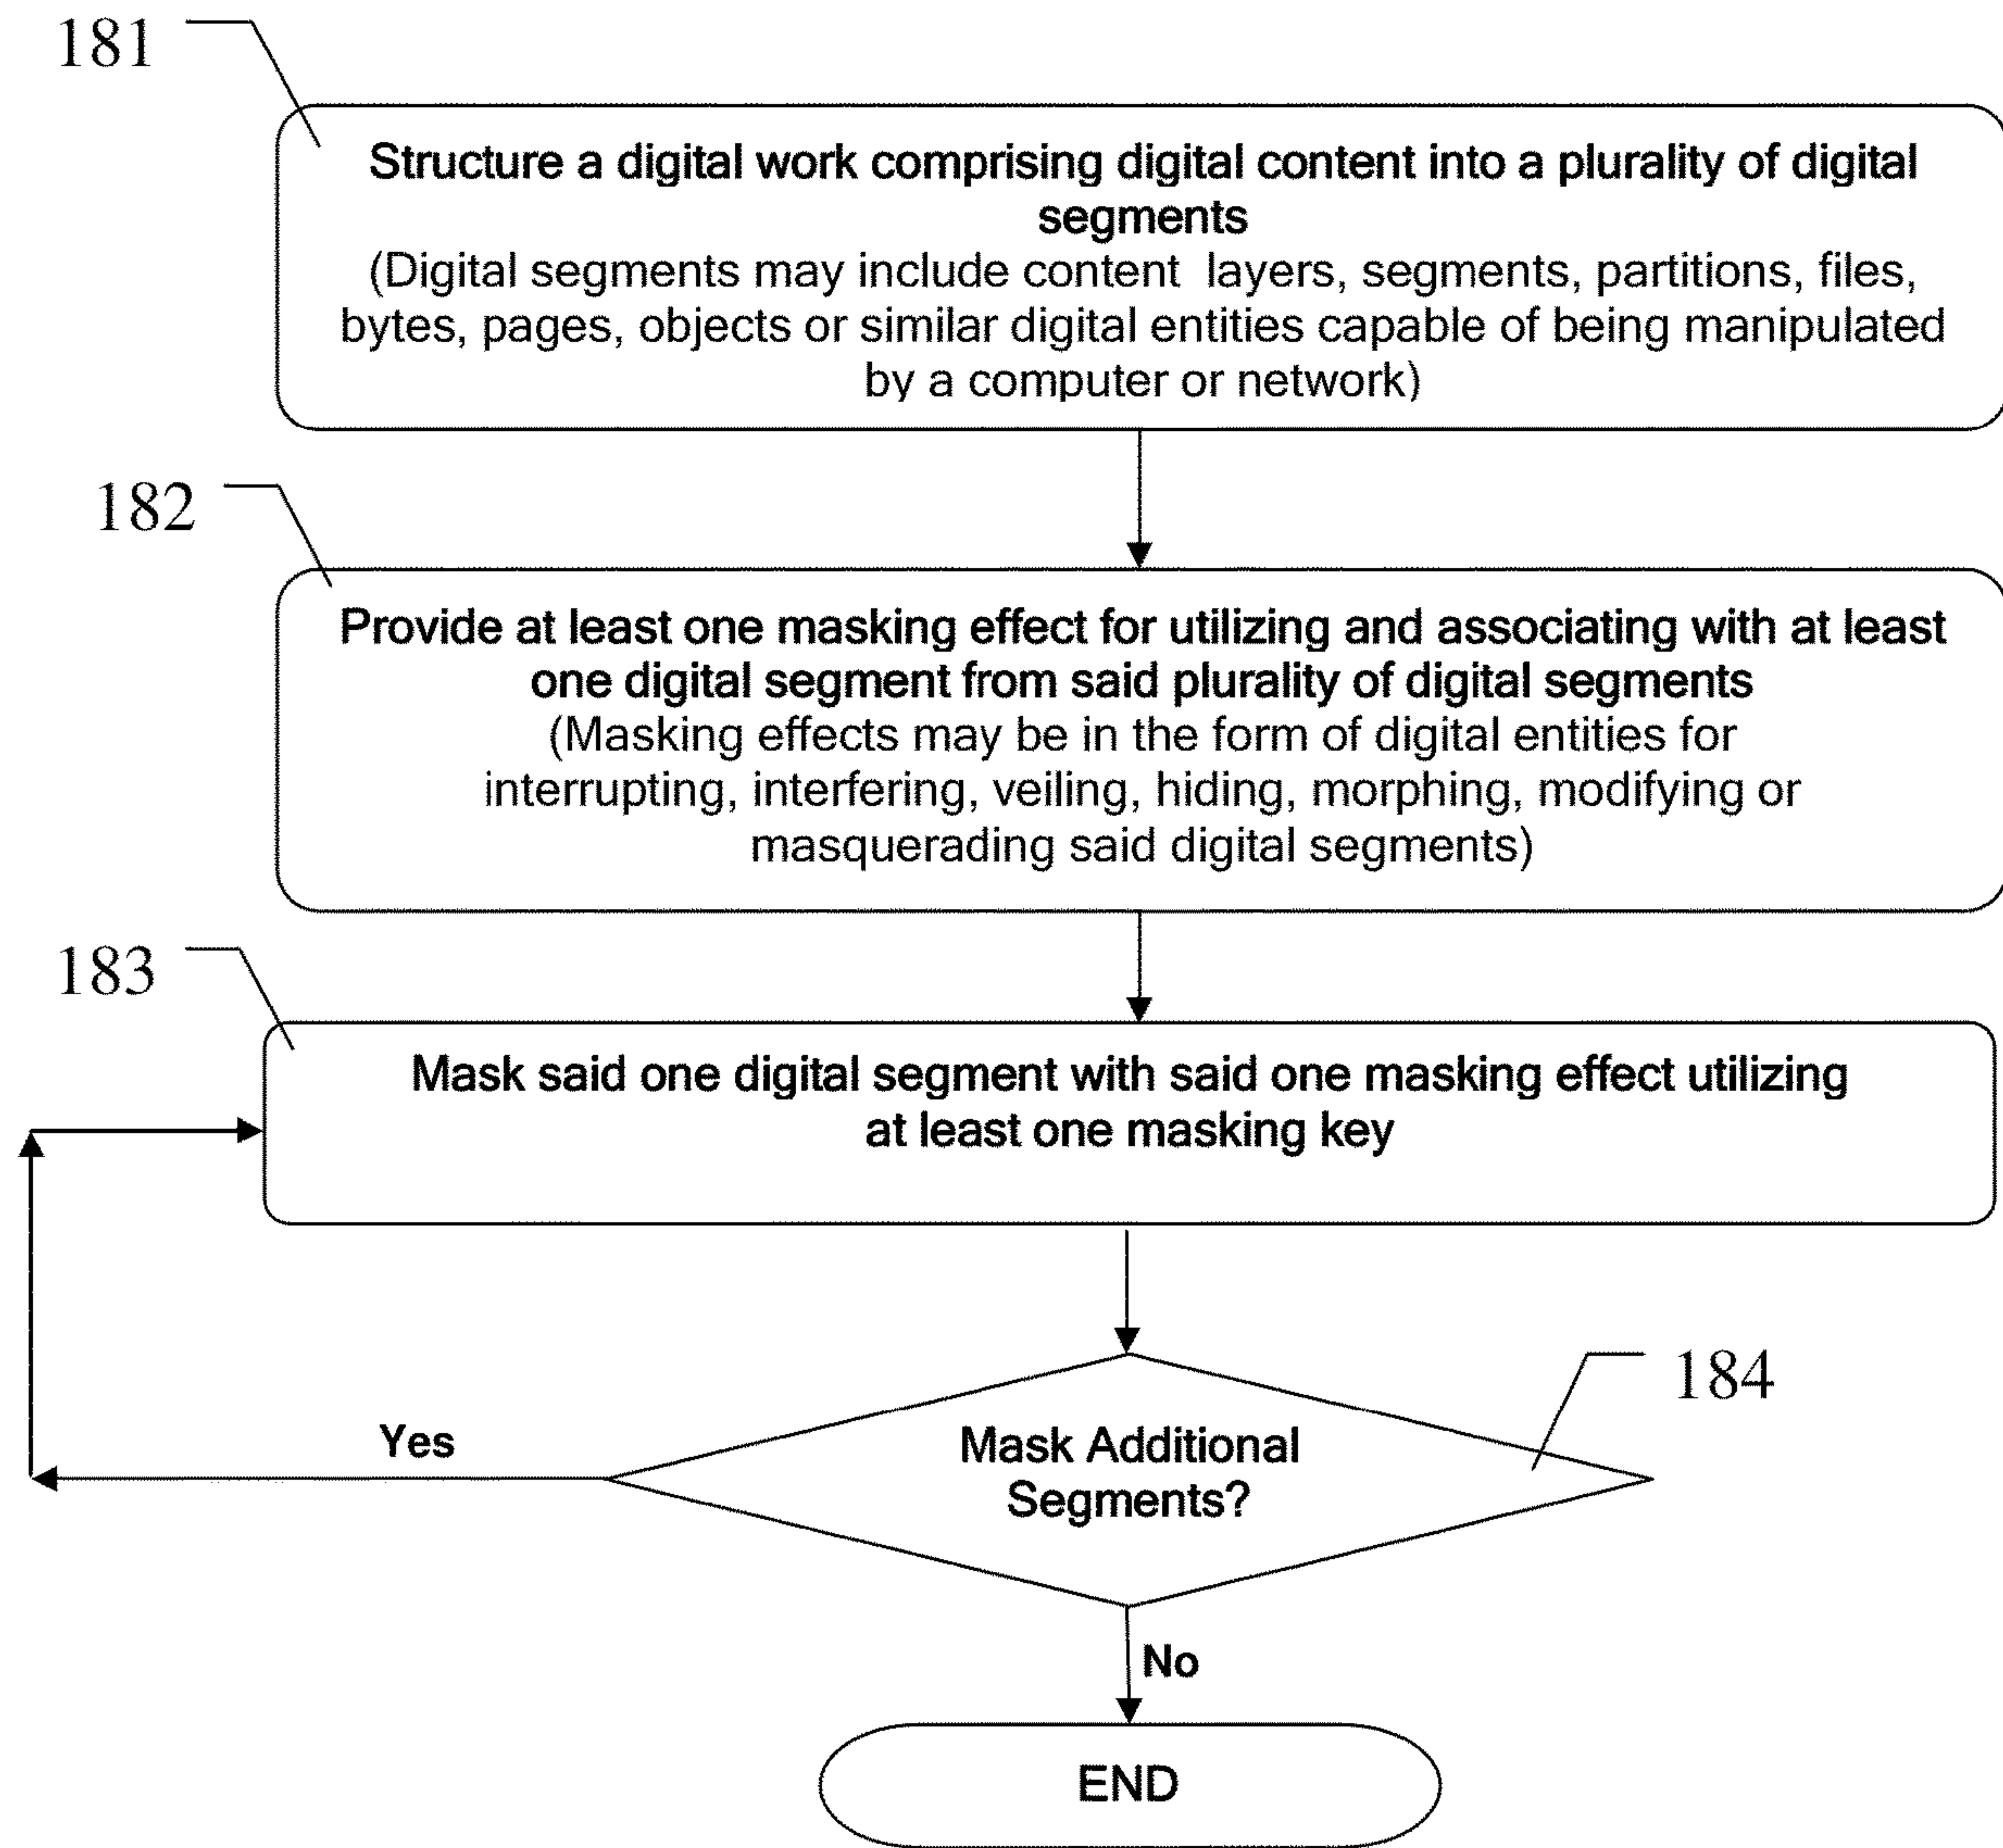 181
Structure a digital work comprising digital content into a plurality of digital
segments
(Digital segments may include content layers, segments, partitions, files,
bytes, pages, objects or similar digital entities capable of being manipulated
by a computer or network)
182
Provide at least one masking effect for utilizing and associating with at least
one digital segment from said plurality of digital segments
(Masking effects may be in the form of digital entities for
interrupting, interfering, veiling, hiding, morphing, modifying or
masquerading said digital segments)
183
Mask said one digital segment with said one masking effect utilizing
at least one masking key
184
Mask Additional
Segments?
Yes
No
END